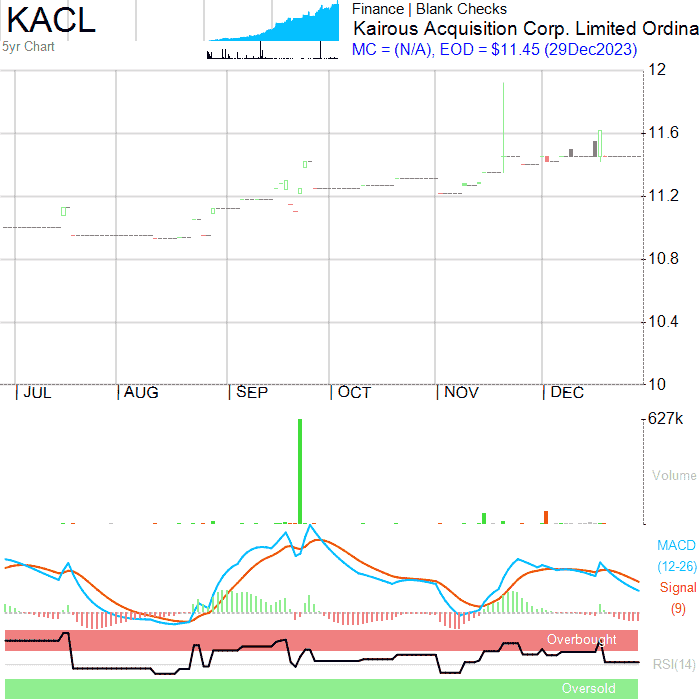 KACL
5yr Chart
Finance | Blank Checks
Kairous Acquisition Corp. Limited Ordina
MC = (N/A), EOD = $11.45 (29Dec2023)
12
11.6
11.2
10.8
10.4
10
JUL AUG SEP OCT NOV DEC
627k
Volume
MACD
(12-26)
Signal
(9)
Overbought
RSI(14)
Oversold